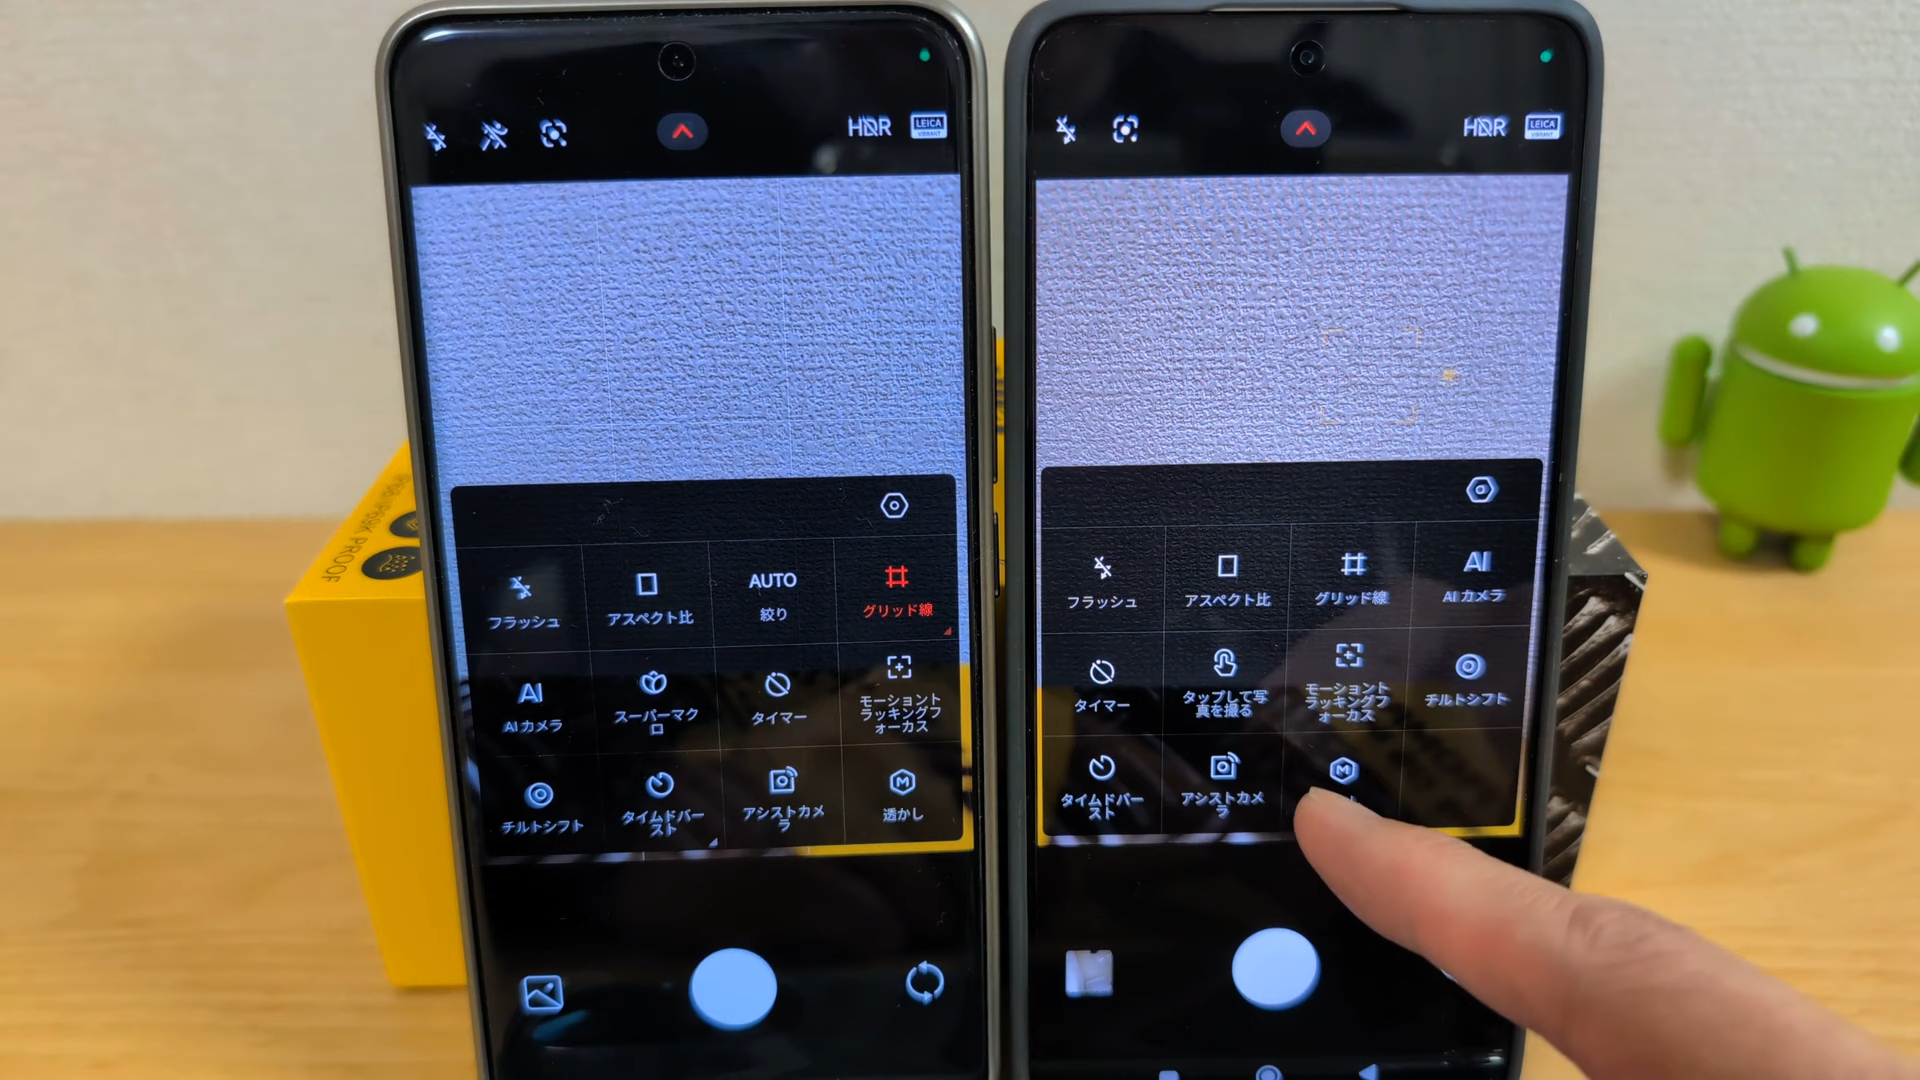 HDR
LEICA
VIBRANT
フラッシュ
アスペクト比
AUTO
絞り
グリッド線
AI
AIカメラ
スーパーマク
ロ
タイマー
モーショント
ラッキングフ
ォーカス
チルトシフト
タイムドバー
スト
アシストカメ
ラ
M
透かし
HDR
LEICA
VIBRANT
フラッシュ
アスペクト比
グリッド線
AI
AIカメラ
タイマー
タップして写
真を撮る
モーショント
ラッキングフ
ォーカス
チルトシフト
タイムドバー
スト
アシストカメ
ラ
M
IP68/IP69K PROOF